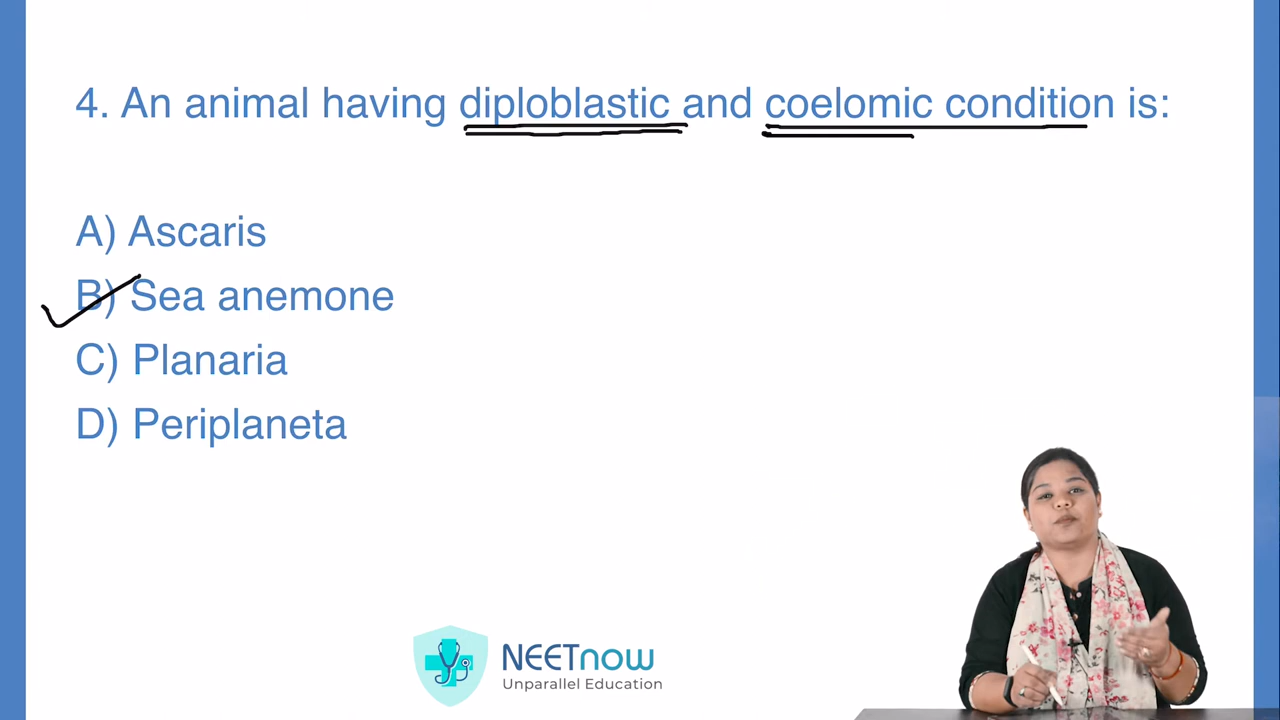 4. An animal having diploblastic and coelomic condition is:
A) Ascaris
B) Sea anemone
C) Planaria
D) Periplaneta
NEETnow
Unparallel Education